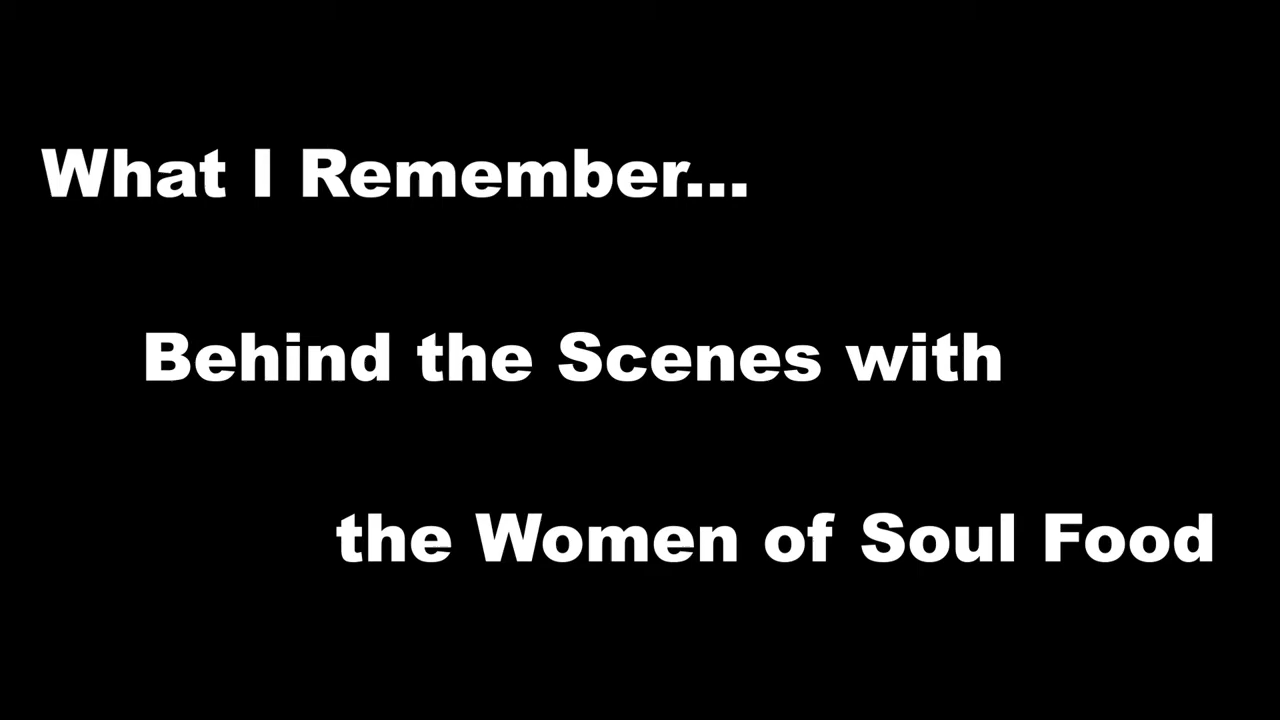 What I Remember...
Behind the Scenes with
the Women of Soul Food